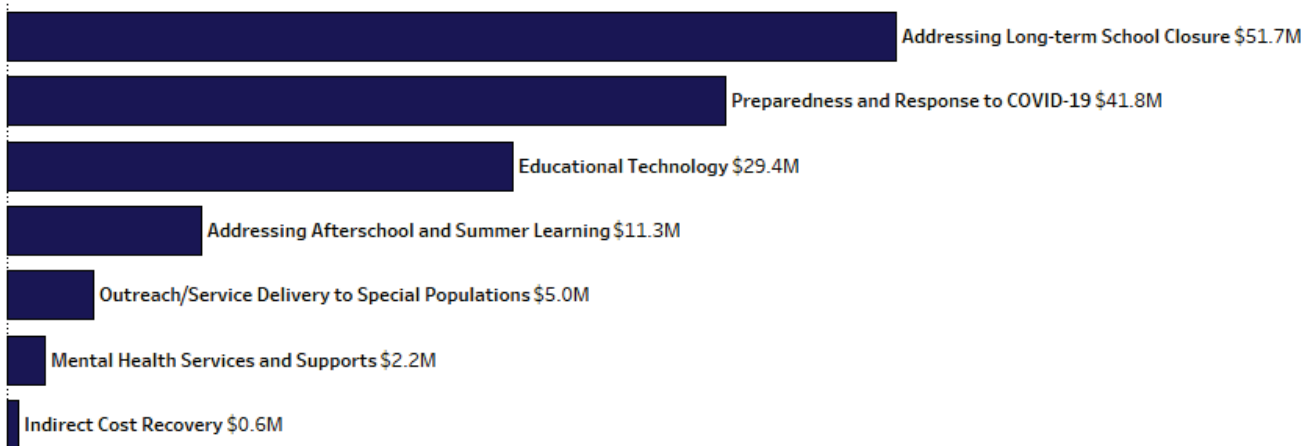 Addressing Long-term School Closure $51.7M
Preparedness and Response to COVID-19 $41.8M
Educational Technology $29.4M
Addressing Afterschool and Summer Learning $11.3M
Outreach/Service Delivery to Special Populations $5.0M
Mental Health Services and Supports $2.2M
Indirect Cost Recovery $0.6M